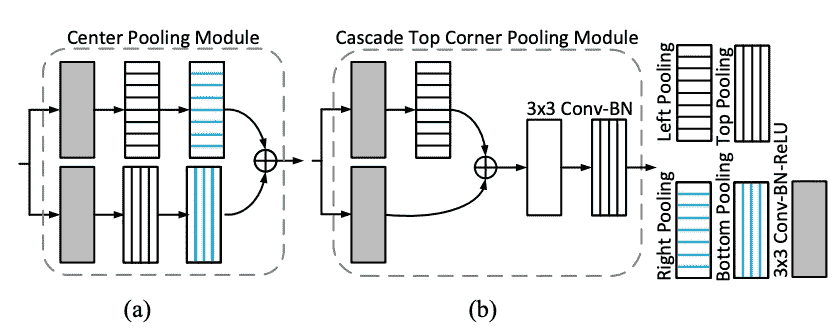 Center Pooling Module
Cascade Top Corner Pooling Module
3x3 Conv-BN
Left Pooling
Top Pooling
Right Pooling
Bottom Pooling
3x3 Conv-BN-ReLU
(a)
(b)